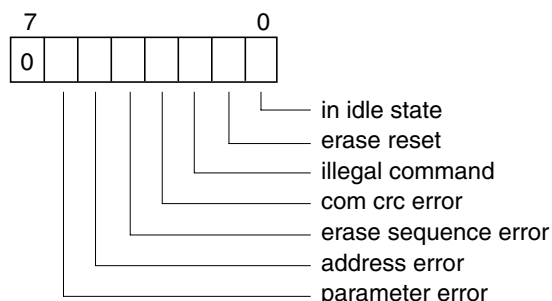 7 0
0
in idle state
erase reset
illegal command
com crc error
erase sequence error
address error
parameter error